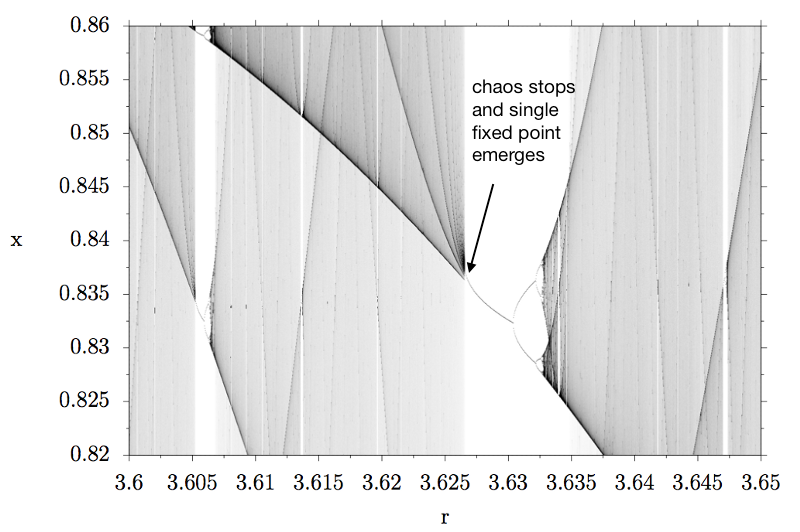 0.86
0.855
0.85
0.845
0.84
0.835
0.83
0.825
0.82
x
chaos stops
and single
fixed point
emerges
3.6 3.605 3.61 3.615 3.62 3.625 3.63 3.635 3.64 3.645 3.65
r